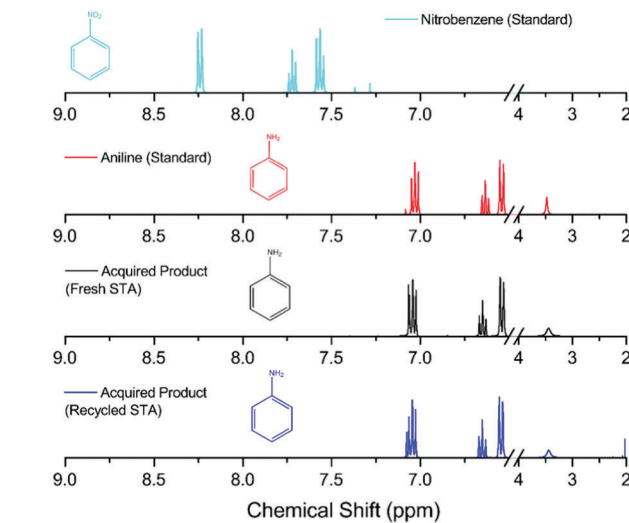 NO₂
Nitrobenzene (Standard)
9.0 8.5 8.0 7.5 7.0 4 3 2
Aniline (Standard)
NH₂
9.0 8.5 8.0 7.5 7.0 4 3 2
Acquired Product
(Fresh STA)
NH₂
9.0 8.5 8.0 7.5 7.0 4 3 2
Acquired Product
(Recycled STA)
NH₂
9.0 8.5 8.0 7.5 7.0 4 3 2
Chemical Shift (ppm)